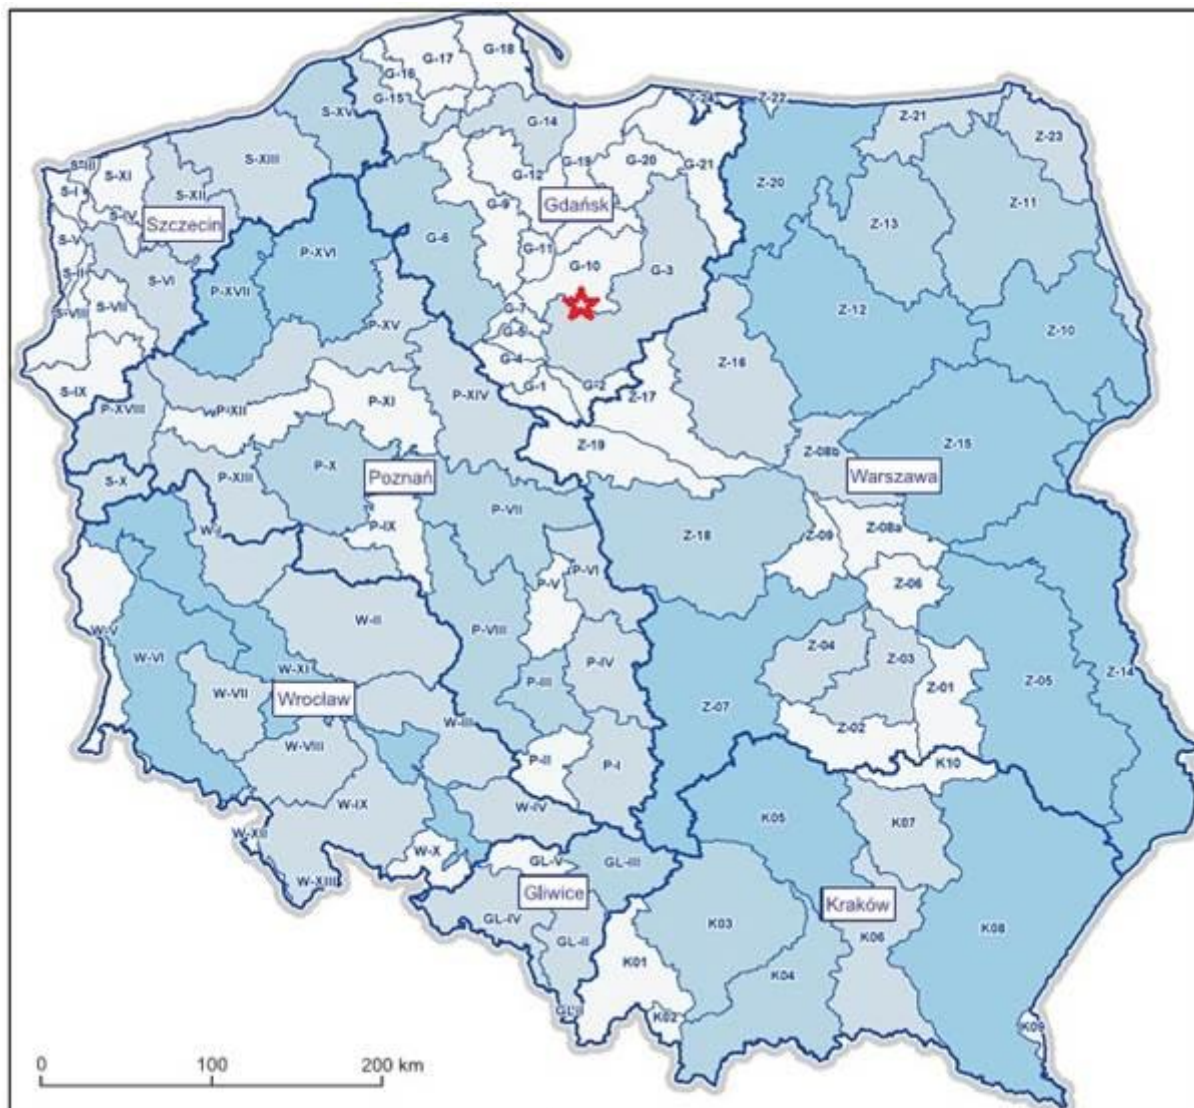 G-18
G-17
G-16
G-15
S-XV
G-14
Z-22
Z-21
Z-23
S-III
S-XI
S-XIII
S-I
S-XII
S-IV
Szczecin
S-V
S-II
S-VI
S-VII
S-VIII
S-IX
G-12
G-19
G-20
G-21
G-9
Gdańsk
G-6
G-11
G-10
G-3
G-7
G-5
G-4
G-1
G-2
Z-20
Z-13
Z-11
Z-12
Z-10
P-XVI
P-XVII
P-XV
P-XVIII
P-XII
P-XI
P-XIV
Z-17
Z-16
Z-19
Z-08b
Z-15
Warszawa
S-X
P-XIII
P-X
Poznań
P-IX
P-VII
Z-18
Z-09
Z-08a
Z-06
W-I
P-V
P-VI
W-V
W-VI
W-II
P-VIII
P-IV
Z-04
Z-03
Z-01
Z-05
Z-14
W-XI
W-VII
Wrocław
P-III
Z-07
Z-02
W-VIII
W-III
P-II
P-I
K10
W-IX
W-IV
K05
K07
W-XII
W-X
W-XIII
GL-V
GL-III
Gliwice
Kraków
GL-IV
GL-II
K03
K06
K08
K01
K04
K02
K09
0 100 200 km